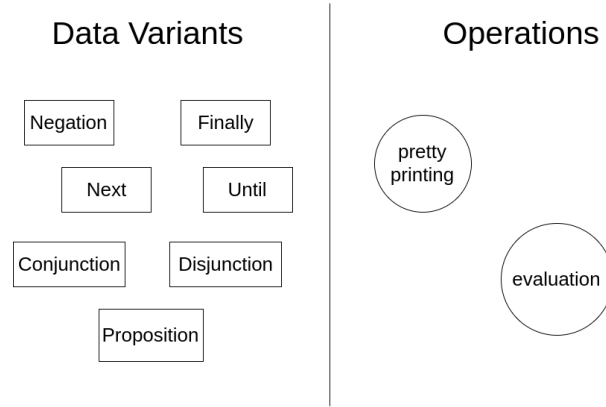 Data Variants
Operations
Negation
Finally
Next
Until
Conjunction
Disjunction
Proposition
pretty
printing
evaluation